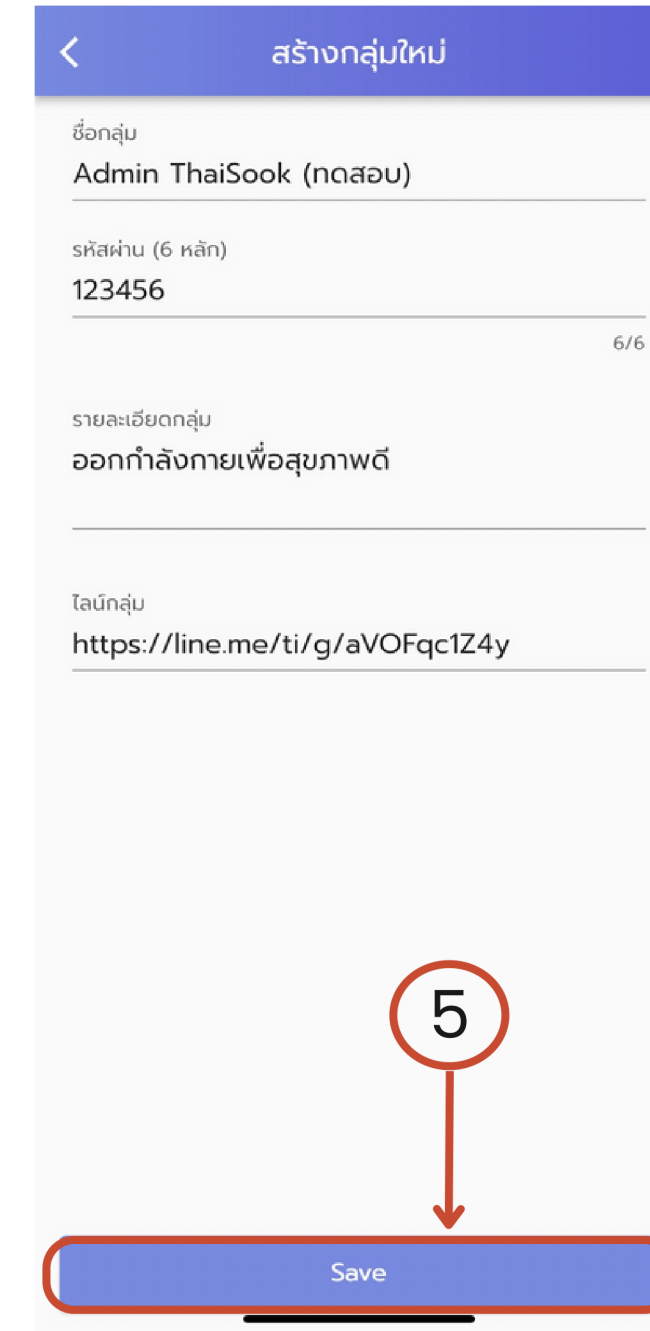 สร้างกลุ่มใหม่
ชื่อกลุ่ม
Admin ThaiSook (ทดสอบ)
รหัสผ่าน (6 หลัก)
123456
6/6
รายละเอียดกลุ่ม
ออกกำลังกายเพื่อสุขภาพดี
ไลน์กลุ่ม
https://line.me/ti/g/aVOFqc1Z4y
5
Save